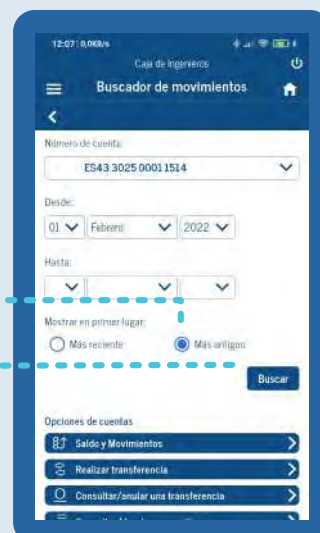 12:07 | 0,0KB/s
Caja de Ingenieros
Buscador de movimientos
Número de cuenta:
ES43 3025 0001 1514
Desde:
01 Febrero 2022
Hasta:
Mostrar en primer lugar:
Más reciente Más antiguo
Buscar
Opciones de cuentas
Saldo y Movimientos
Realizar transferencia
Consultar/anular una transferencia